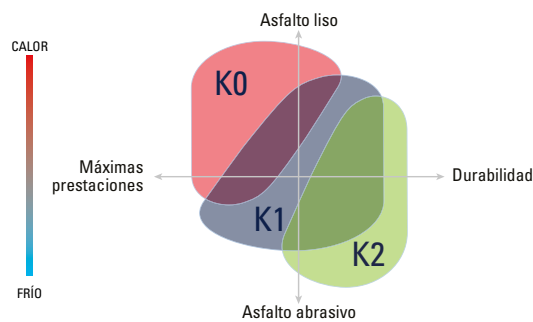 Asfalto liso
CALOR
K0
Máximas
prestaciones
Durabilidad
K1
K2
FRÍO
Asfalto abrasivo